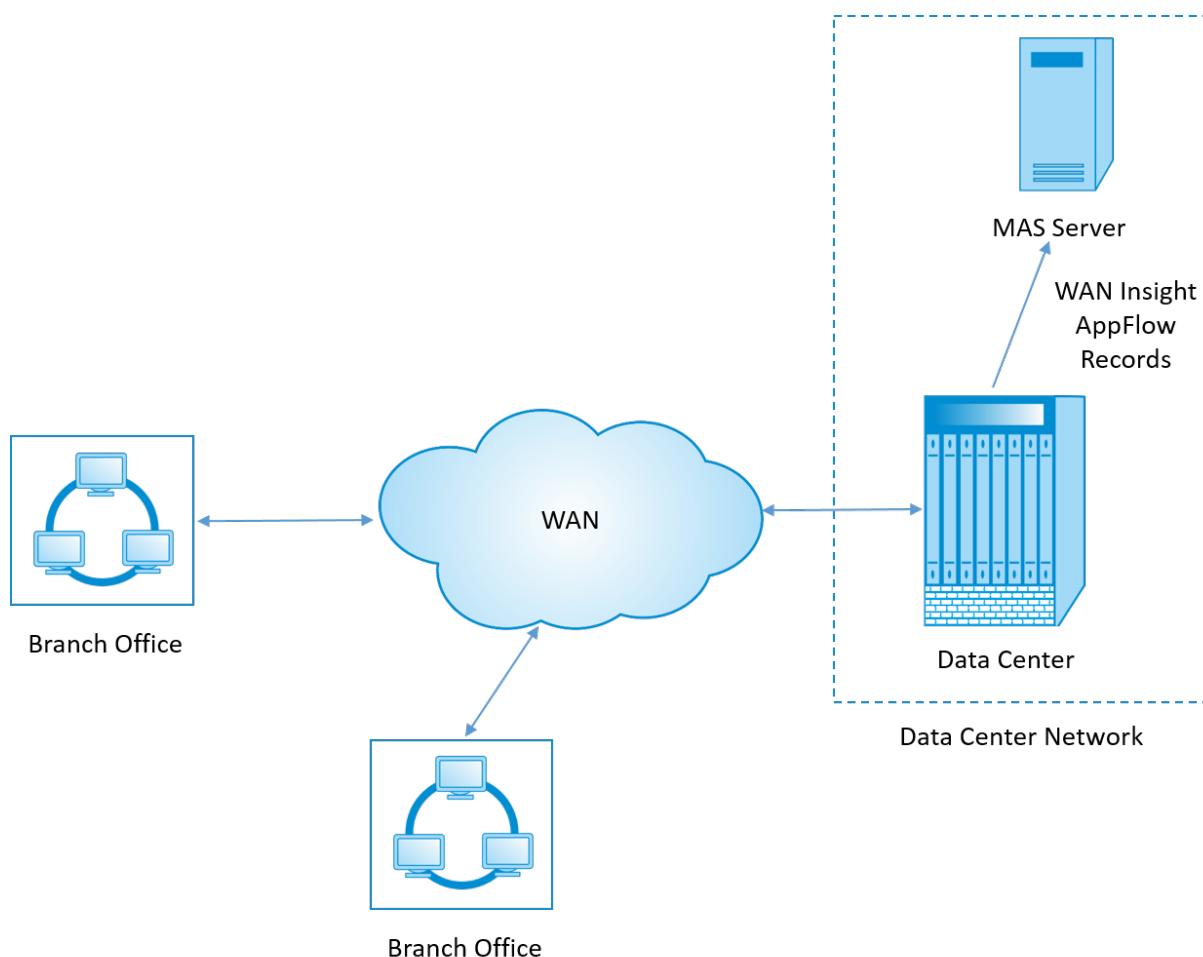 MAS Server
WAN Insight
AppFlow
Records
WAN
Branch Office
Data Center
Data Center Network
Branch Office